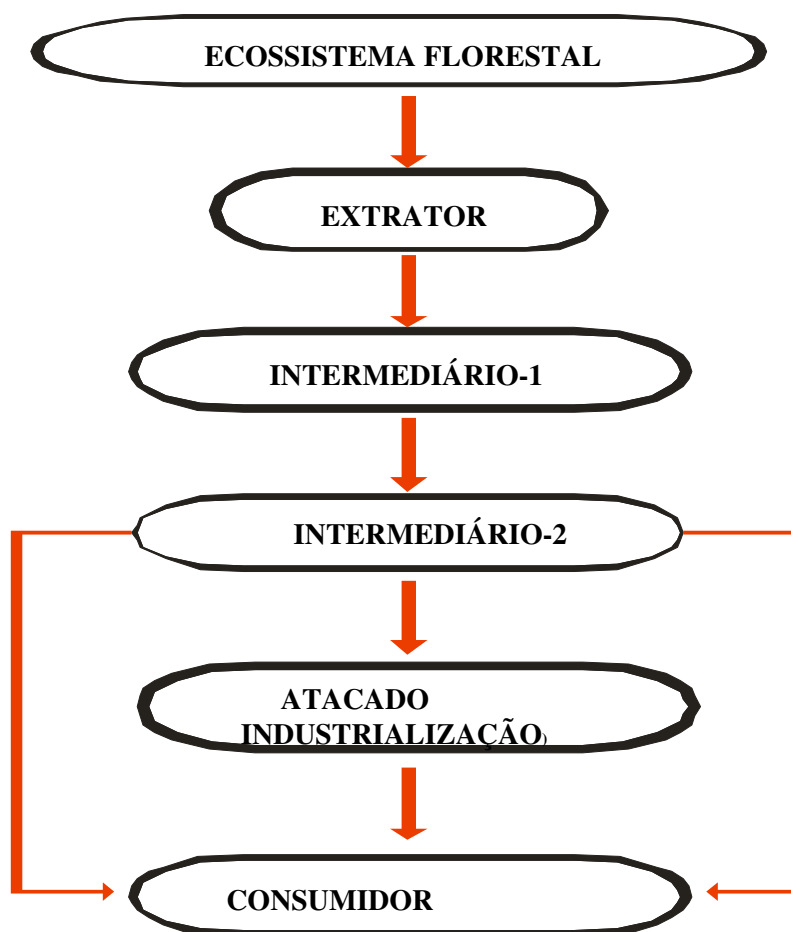 ECOSSISTEMA FLORESTAL
EXTRATOR
INTERMEDIÁRIO-1
INTERMEDIÁRIO-2
ATACADO
INDUSTRIALIZAÇÃO)
CONSUMIDOR